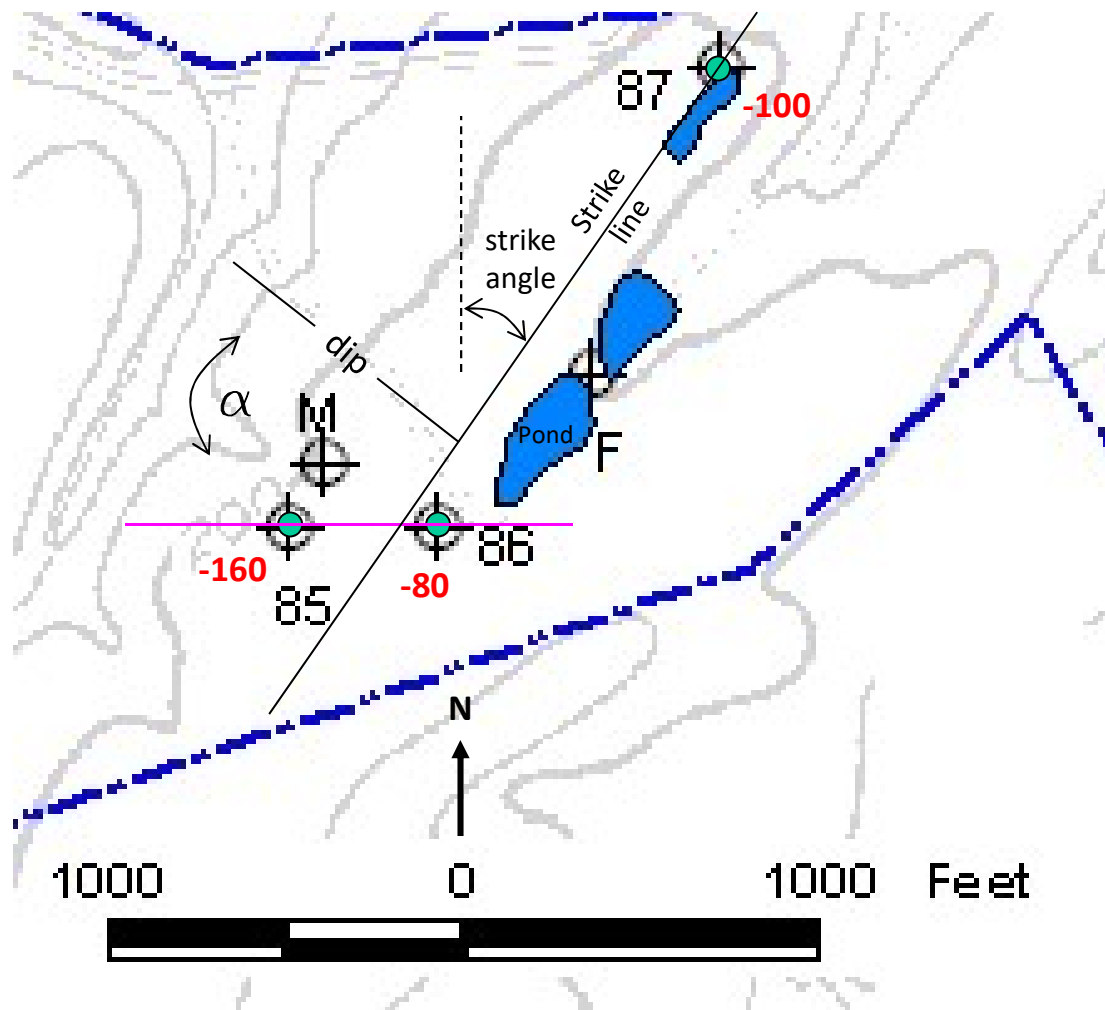 87
-100
Strike
line
strike
angle
dip
α
M
Pond
F
-160
-80
86
85
N
1000 0 1000 Feet